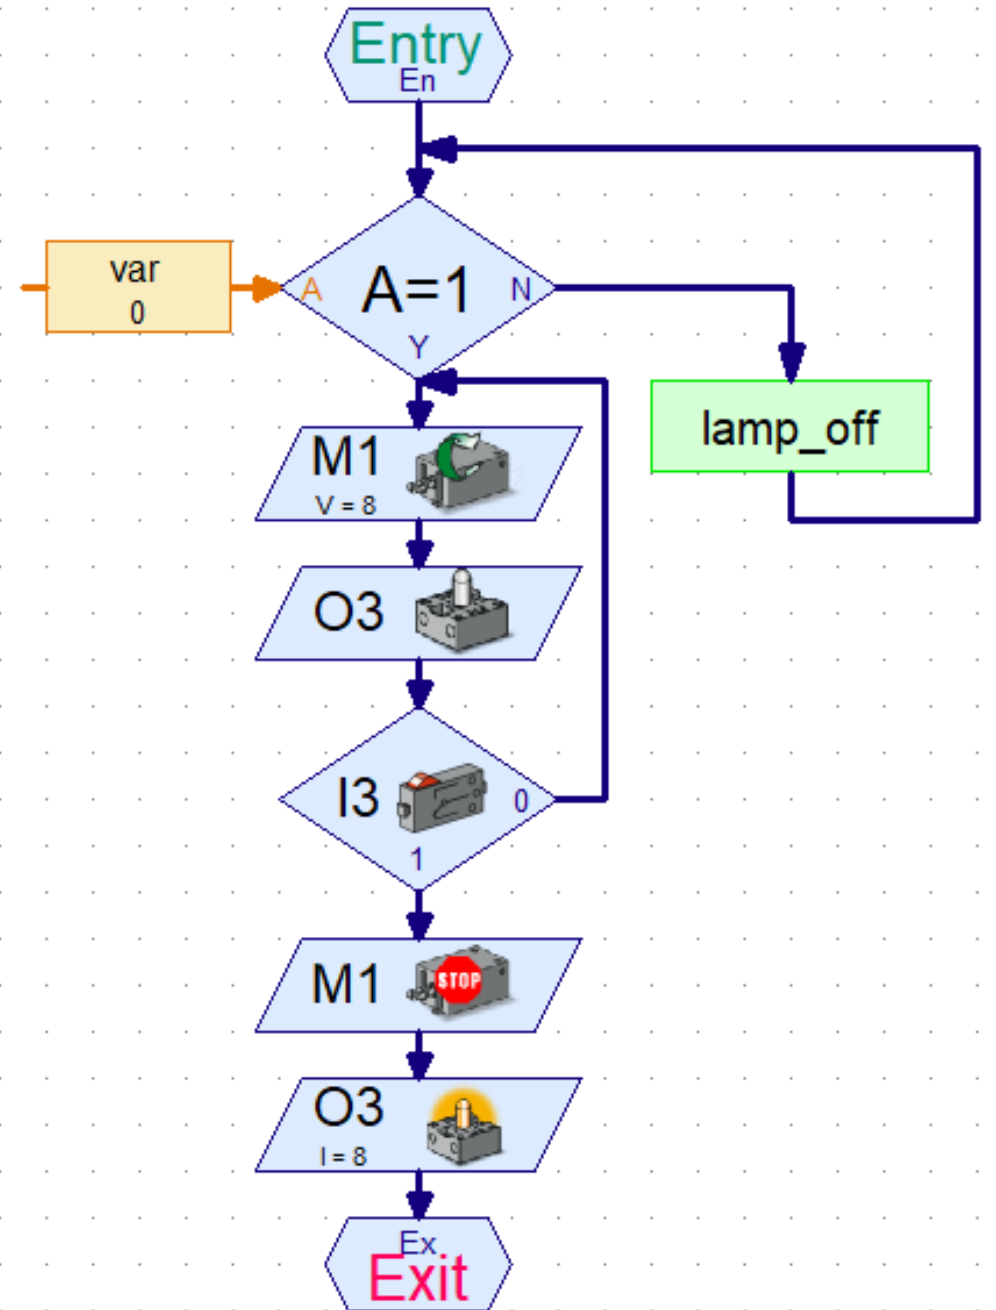 Entry
En
var
0
A
A=1
N
Y
lamp_off
M1
V = 8
O3
I3
0
1
M1
STOP
O3
I = 8
Ex
Exit